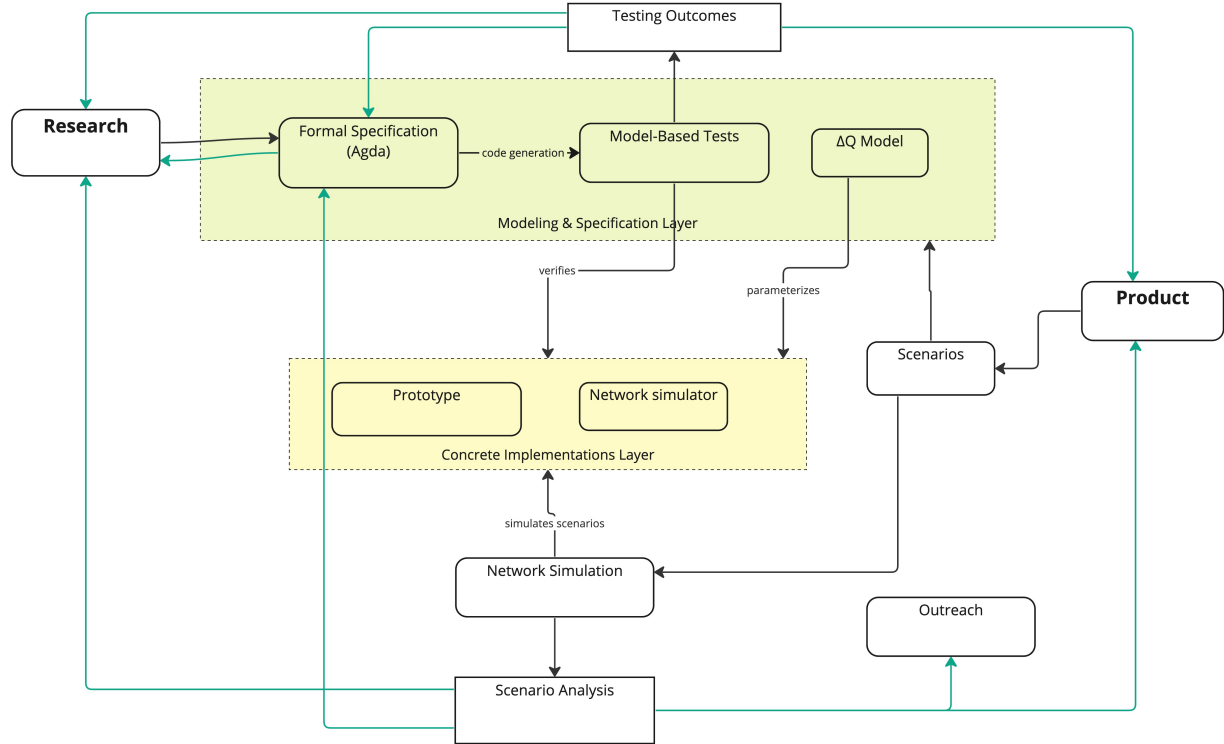 Testing Outcomes
Research
Formal Specification
(Agda)
code generation
Model-Based Tests
ΔQ Model
Modeling & Specification Layer
verifies
parameterizes
Product
Scenarios
Prototype
Network simulator
Concrete Implementations Layer
simulates scenarios
Network Simulation
Outreach
Scenario Analysis